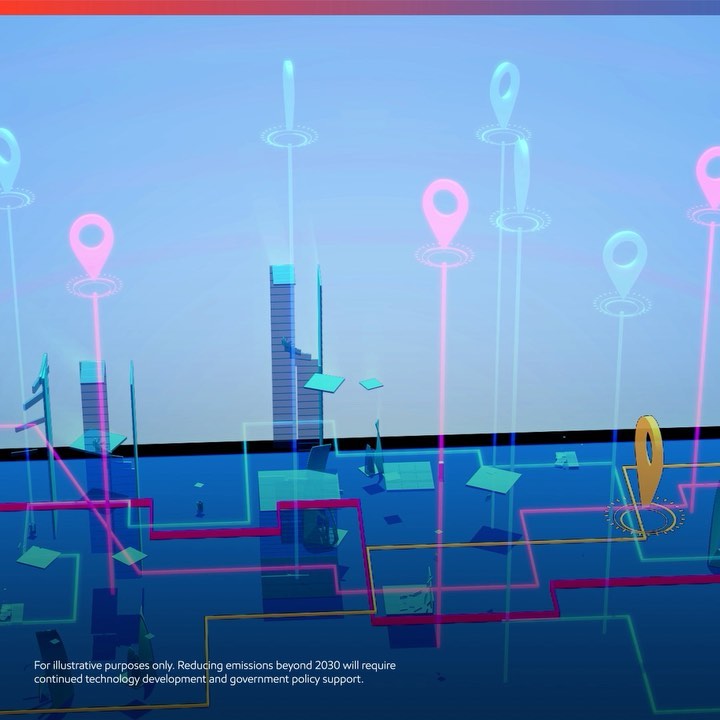 For illustrative purposes only. Reducing emissions beyond 2030 will require
continued technology development and government policy support.